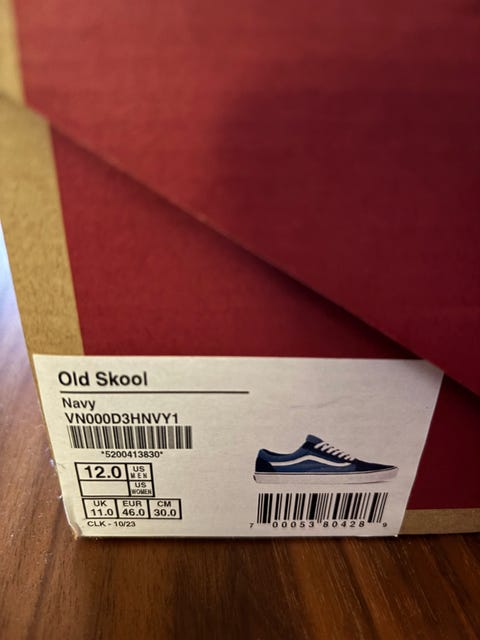 Old Skool
Navy
VN000D3HNVY1
*5200413830*
12.0 US MEN
US WOMEN
UK EUR CM
11.0 46.0 30.0
CLK - 10/23
7 00053 80428 9